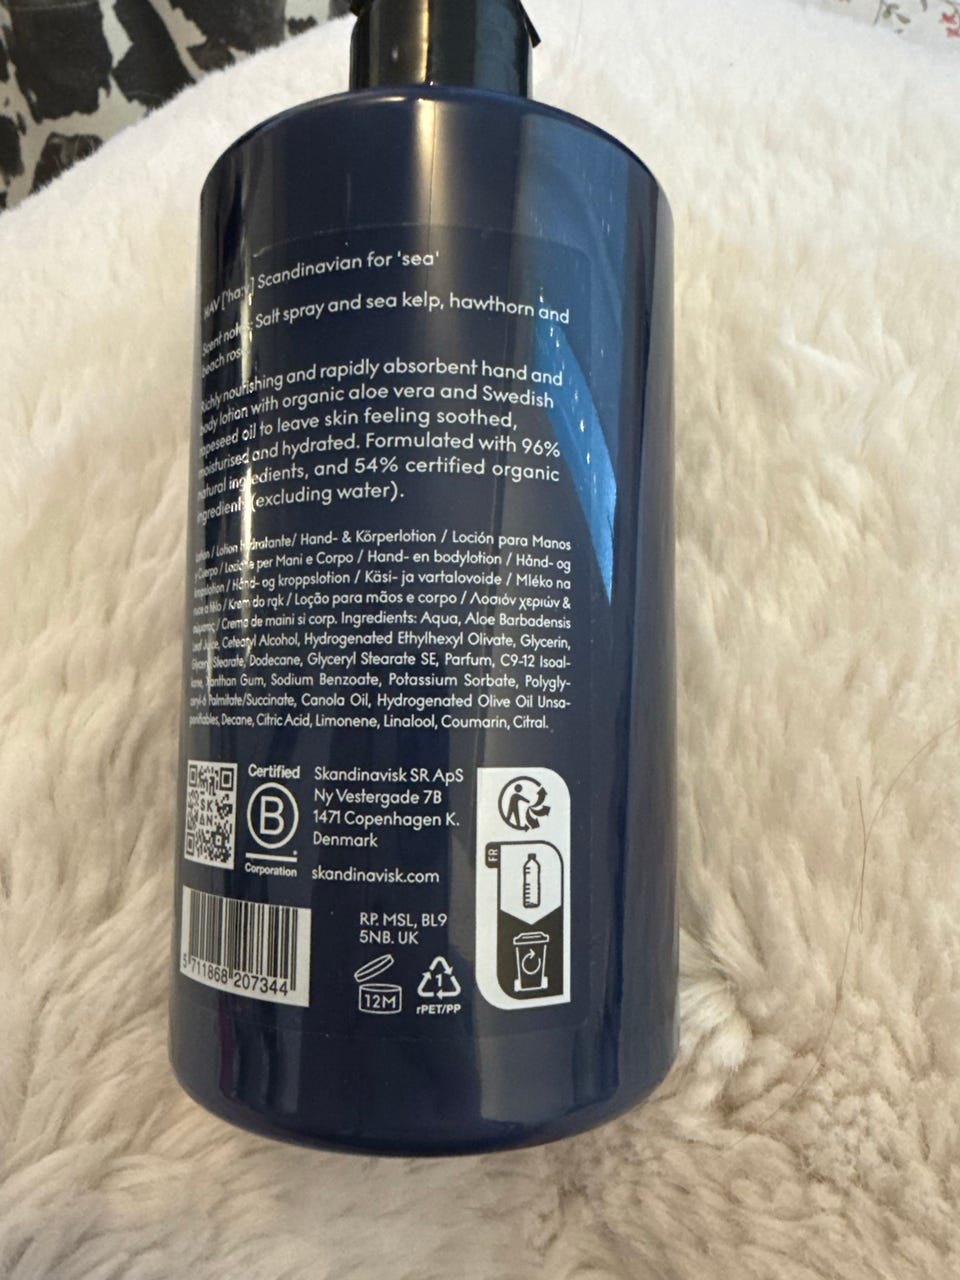 HAV ['ha:v] Scandinavian for 'sea'
Scent notes: Salt spray and sea kelp, hawthorn and
beach rose
Richly nourishing and rapidly absorbent hand and
body lotion with organic aloe vera and Swedish
rapeseed oil to leave skin feeling soothed,
moisturised and hydrated. Formulated with 96%
natural ingredients, and 54% certified organic
ingredients (excluding water).
Lotion / Lotion Hydratante/ Hand- & Körperlotion / Loción para Manos
y Cuerpo / Lozione per Mani e Corpo / Hand- en bodylotion / Hånd- og
kropslotion / Hånd- og kroppslotion / Käsi- ja vartalovoide / Mléko na
ruce a tělo / Krem do rąk / Loção para mãos e corpo / Λοσιόν χεριών &
σώματος / Crema de maini si corp. Ingredients: Aqua, Aloe Barbadensis
Leaf Juice, Cetearyl Alcohol, Hydrogenated Ethylhexyl Olivate, Glycerin,
Glyceryl Stearate, Dodecane, Glyceryl Stearate SE, Parfum, C9-12 Isoal-
kane, Xanthan Gum, Sodium Benzoate, Potassium Sorbate, Polygly-
ceryl-6 Palmitate/Succinate, Canola Oil, Hydrogenated Olive Oil Unsa-
ponifiables, Decane, Citric Acid, Limonene, Linalool, Coumarin, Citral.
SK
AN
Certified
B
Corporation
Skandinavisk SR ApS
Ny Vestergade 7B
1471 Copenhagen K.
Denmark
skandinavisk.com
FR
RP. MSL, BL9
5NB. UK
5 711868 207344
12M
1
rPET/PP